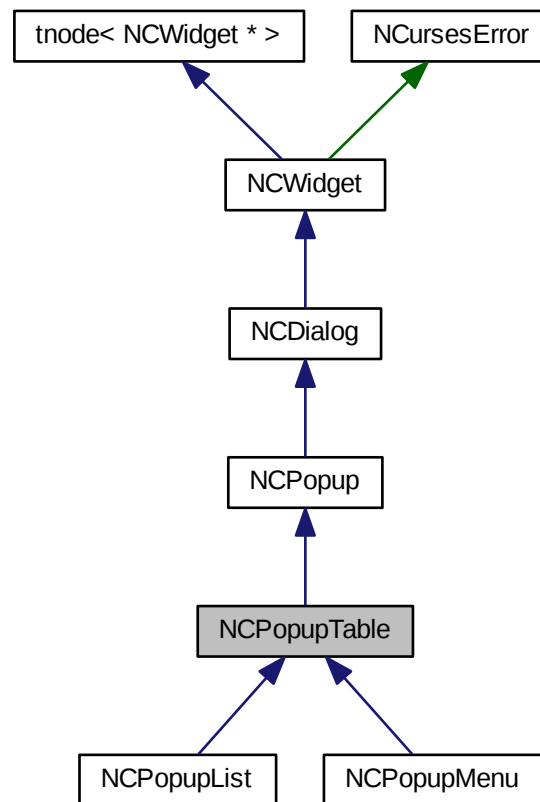 tnode< NCWidget * >
NCursesError
NCWidget
NCDialog
NCPopup
NCPopupTable
NCPopupList
NCPopupMenu